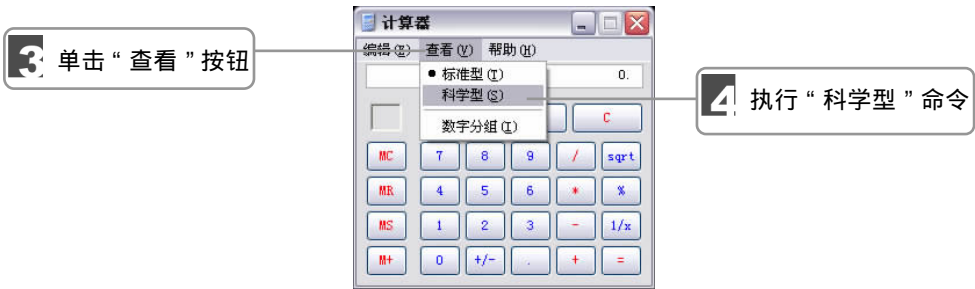 计算器
编辑(E) 查看(V) 帮助(H)
3 单击“查看”按钮
● 标准型(T) 0.
科学型(S)
4 执行“科学型”命令
C
数字分组(I)
MC 7 8 9 / sqrt
MR 4 5 6 * %
MS 1 2 3 - 1/x
M+ 0 +/- . + =